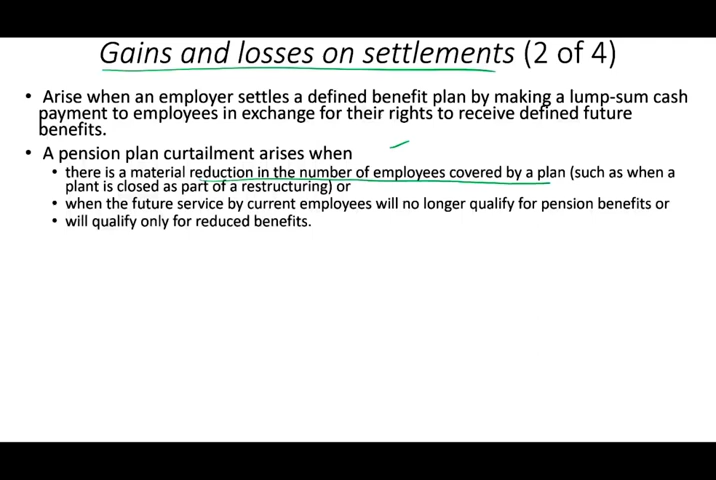 Gains and losses on settlements (2 of 4)
• Arise when an employer settles a defined benefit plan by making a lump-sum cash
payment to employees in exchange for their rights to receive defined future
benefits.
• A pension plan curtailment arises when
• there is a material reduction in the number of employees covered by a plan (such as when a
plant is closed as part of a restructuring) or
• when the future service by current employees will no longer qualify for pension benefits or
• will qualify only for reduced benefits.